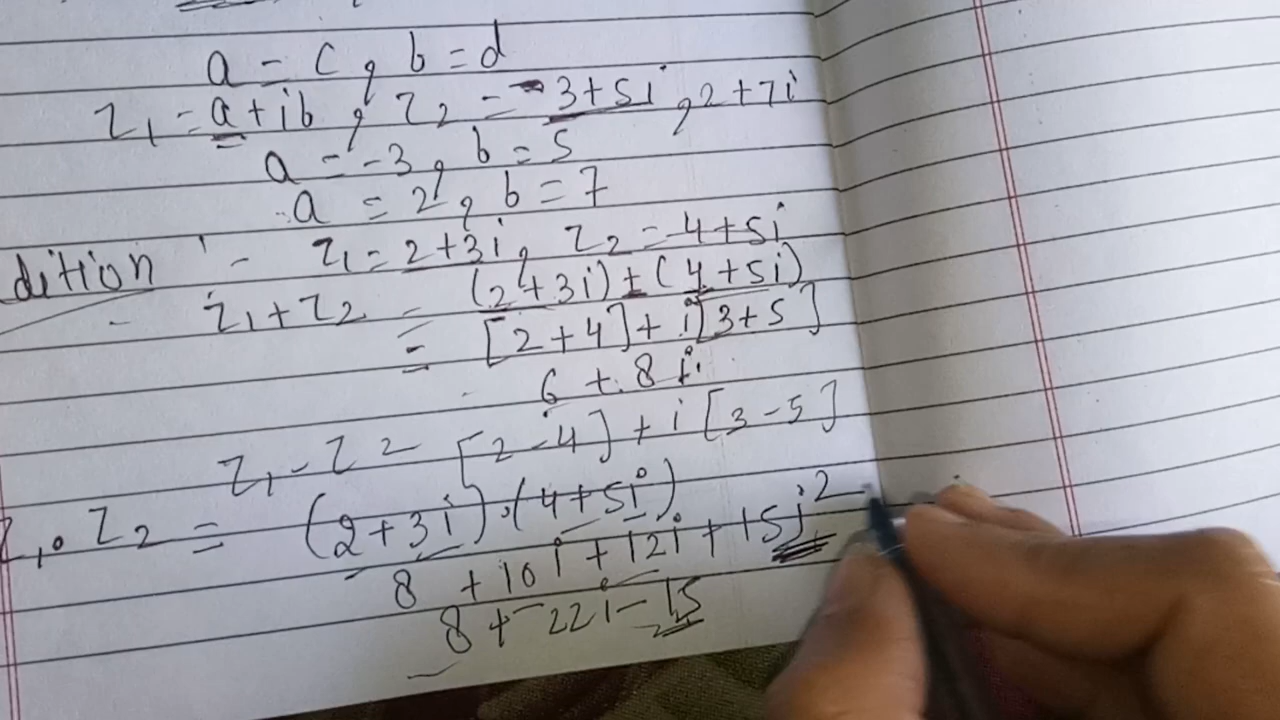 a = c, b = d
Z1 = a + ib, Z2 = -3+5i, 2+7i
a = -3, b = 5
a = 2, b = 7
dition - Z1 = 2+3i, Z2 = 4+5i
Z1+Z2 = (2+3i) + (4+5i)
= [2+4] + i[3+5]
6 + 8i
Z1-Z2 [2-4] + i[3-5]
Z1. Z2 = (2+3i).(4+5i)
8 + 10i + 12i + 15i²
8 + 22i - 15